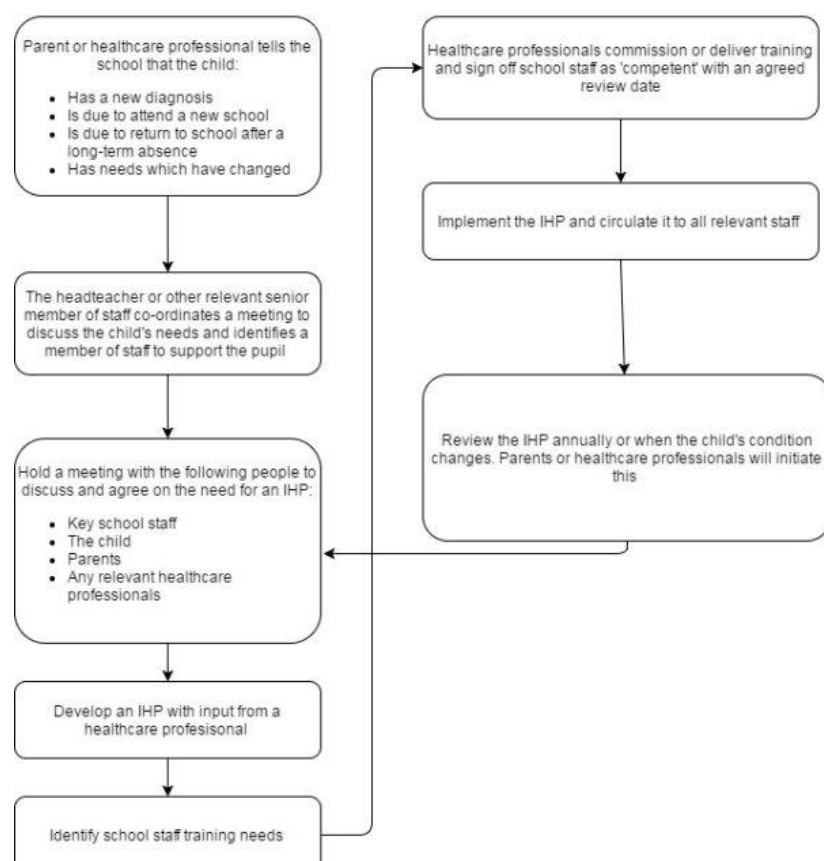 Parent or healthcare professional tells the
school that the child:
• Has a new diagnosis
• Is due to attend a new school
• Is due to return to school after a
long-term absence
• Has needs which have changed
The headteacher or other relevant senior
member of staff co-ordinates a meeting to
discuss the child's needs and identifies a
member of staff to support the pupil
Hold a meeting with the following people to
discuss and agree on the need for an IHP:
• Key school staff
• The child
• Parents
• Any relevant healthcare
professionals
Develop an IHP with input from a
healthcare profesisonal
Identify school staff training needs
Healthcare professionals commission or deliver training
and sign off school staff as 'competent' with an agreed
review date
Implement the IHP and circulate it to all relevant staff
Review the IHP annually or when the child's condition
changes. Parents or healthcare professionals will initiate
this